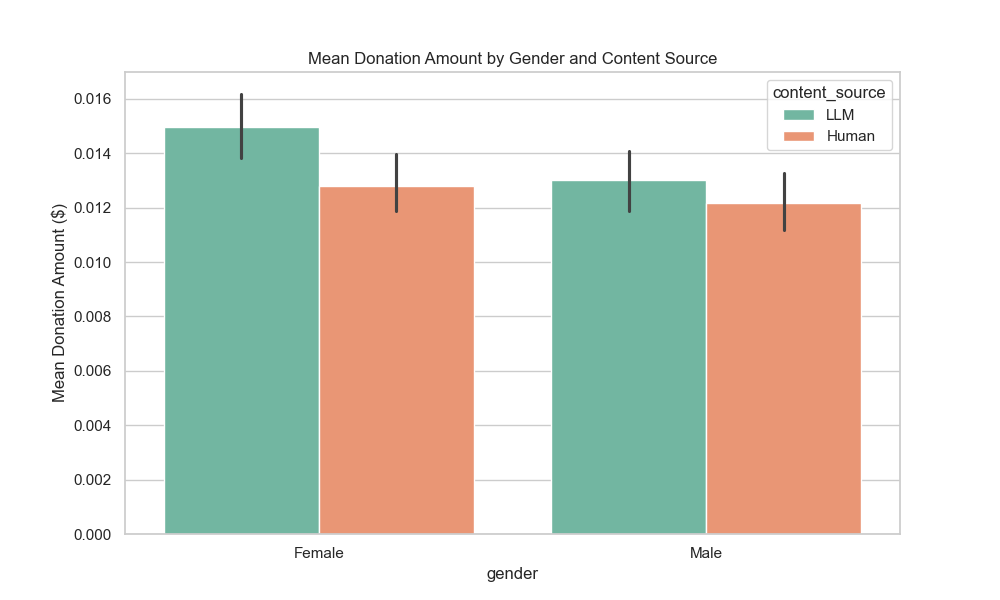 Mean Donation Amount by Gender and Content Source
content_source
LLM
Human
Mean Donation Amount ($)
0.016
0.014
0.012
0.010
0.008
0.006
0.004
0.002
0.000
Female
Male
gender